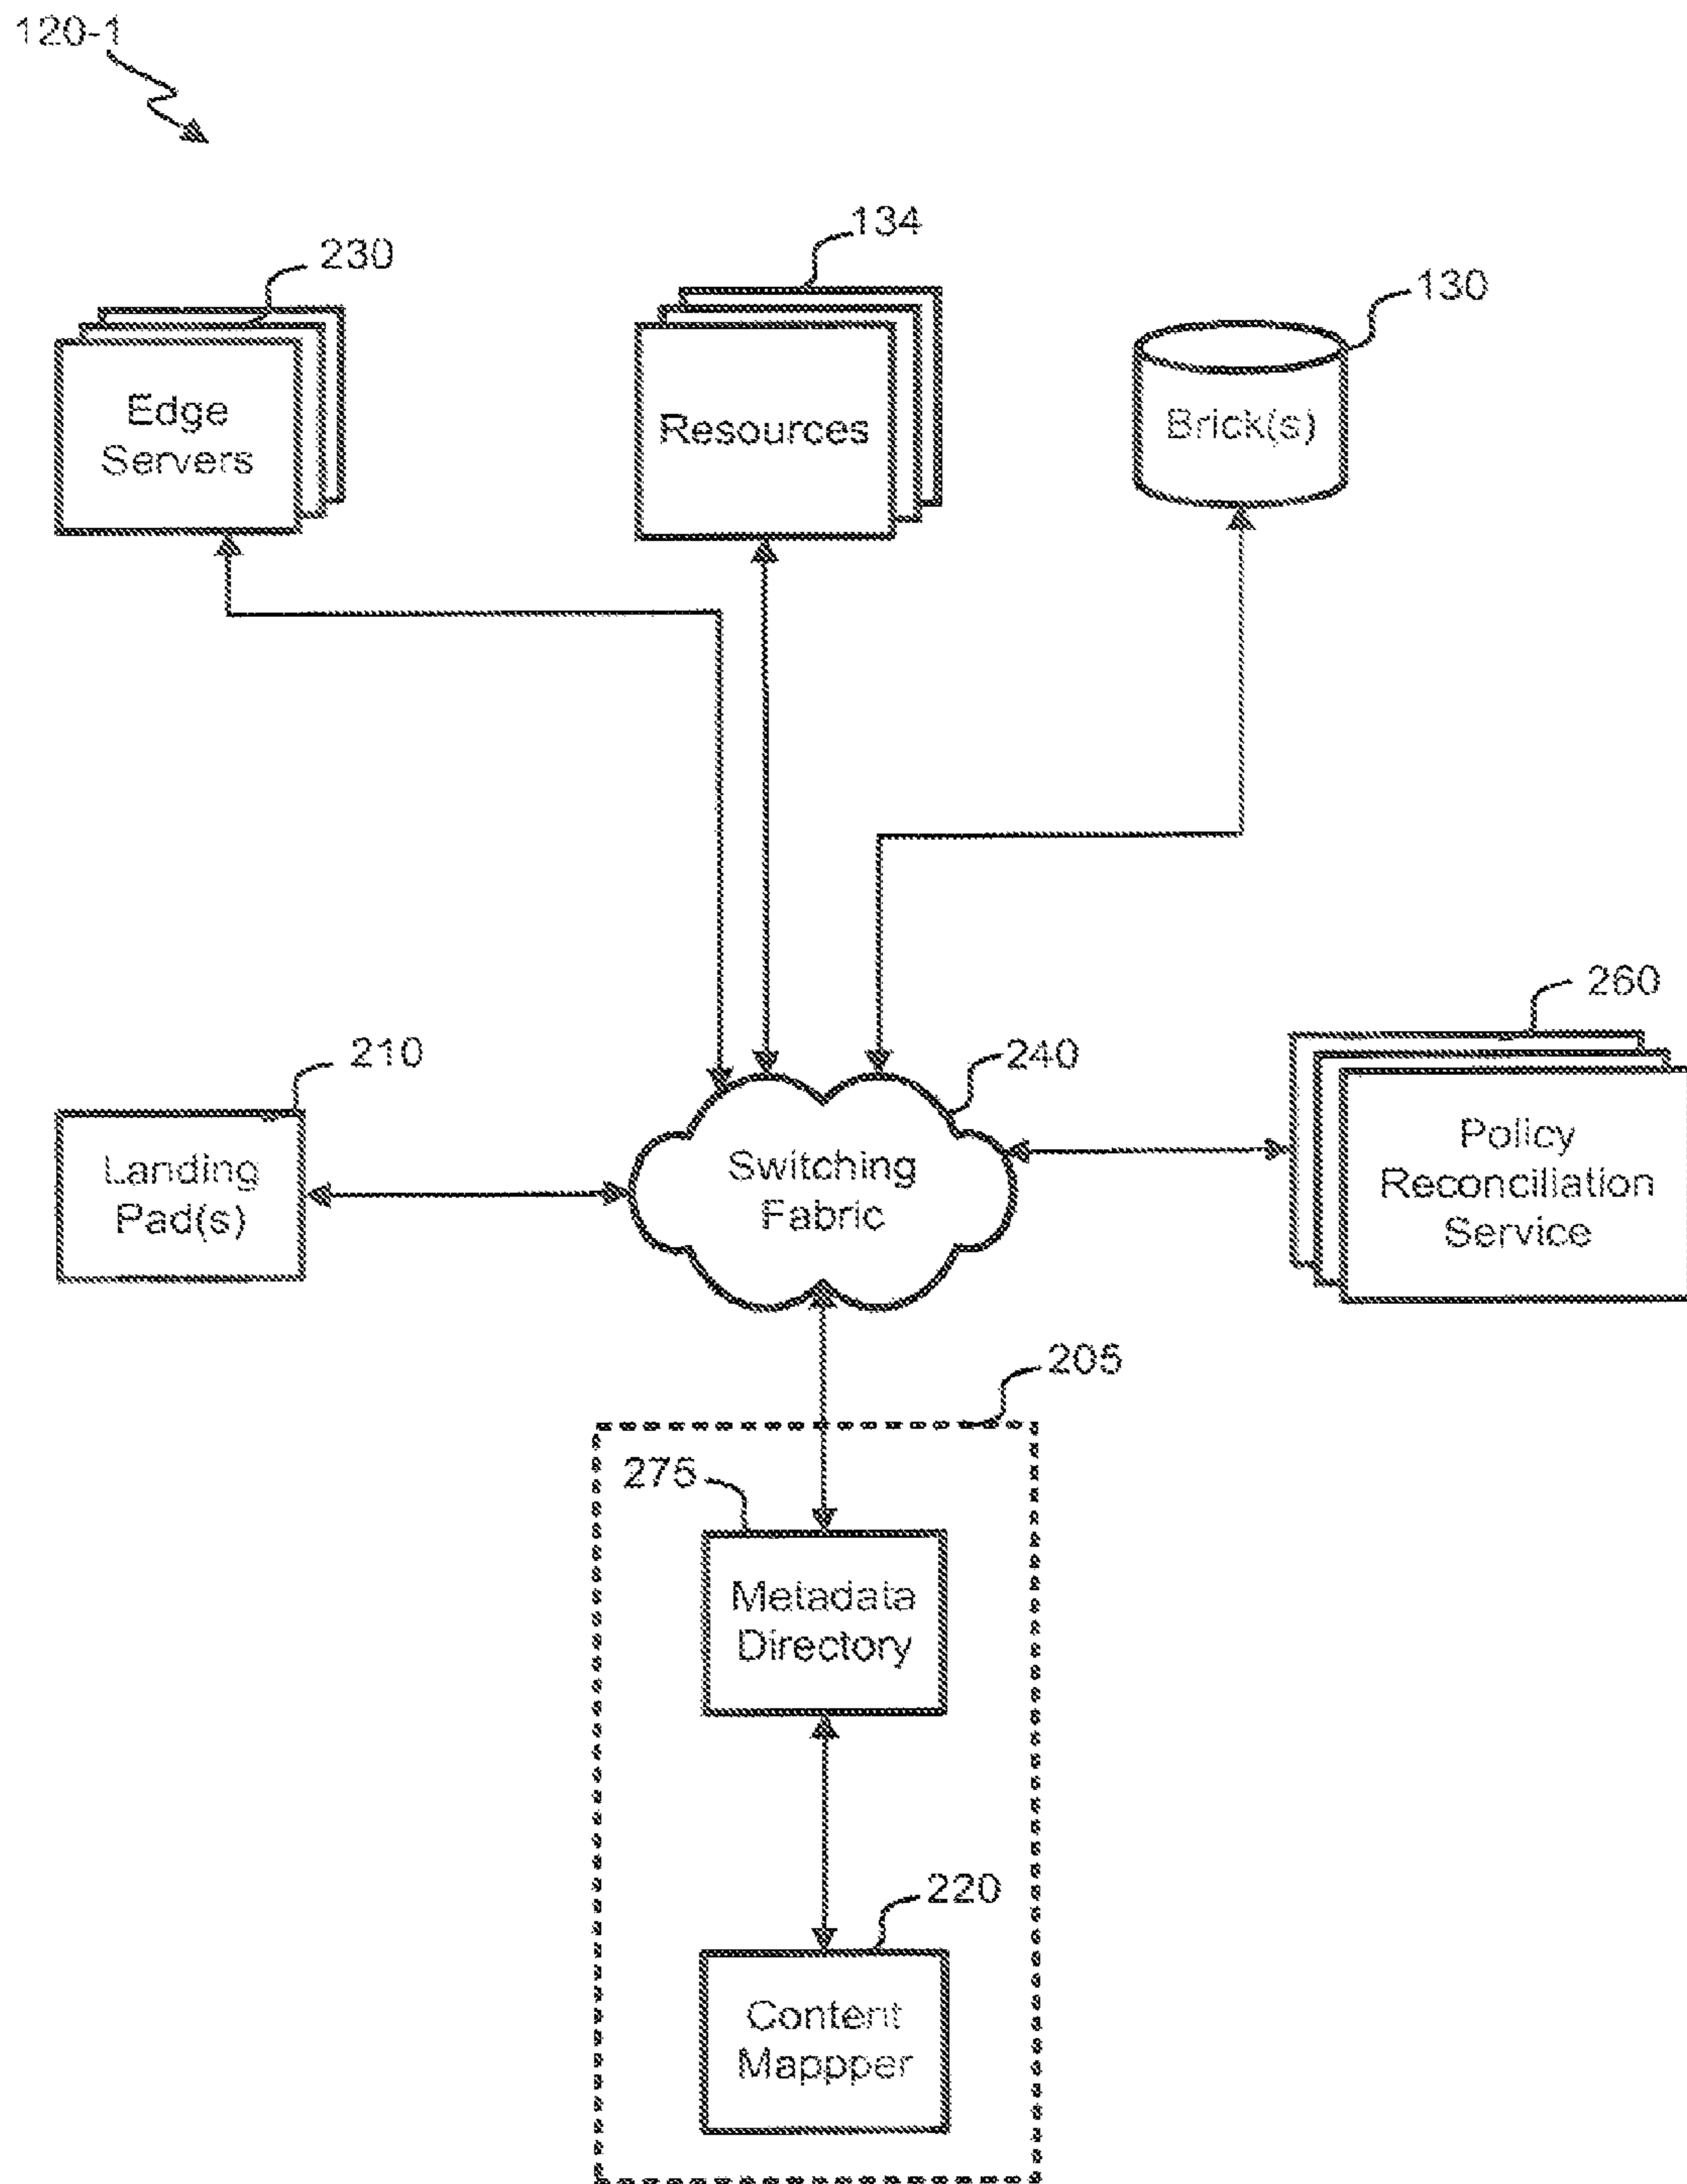 120-1
134
230
130
Edge
Servers
Resources
Brick(s)
260
210
240
Policy
Reconciliation
Service
Landing
Pad(s)
Switching
Fabric
205
275
Metadata
Directory
220
Content
Mappper